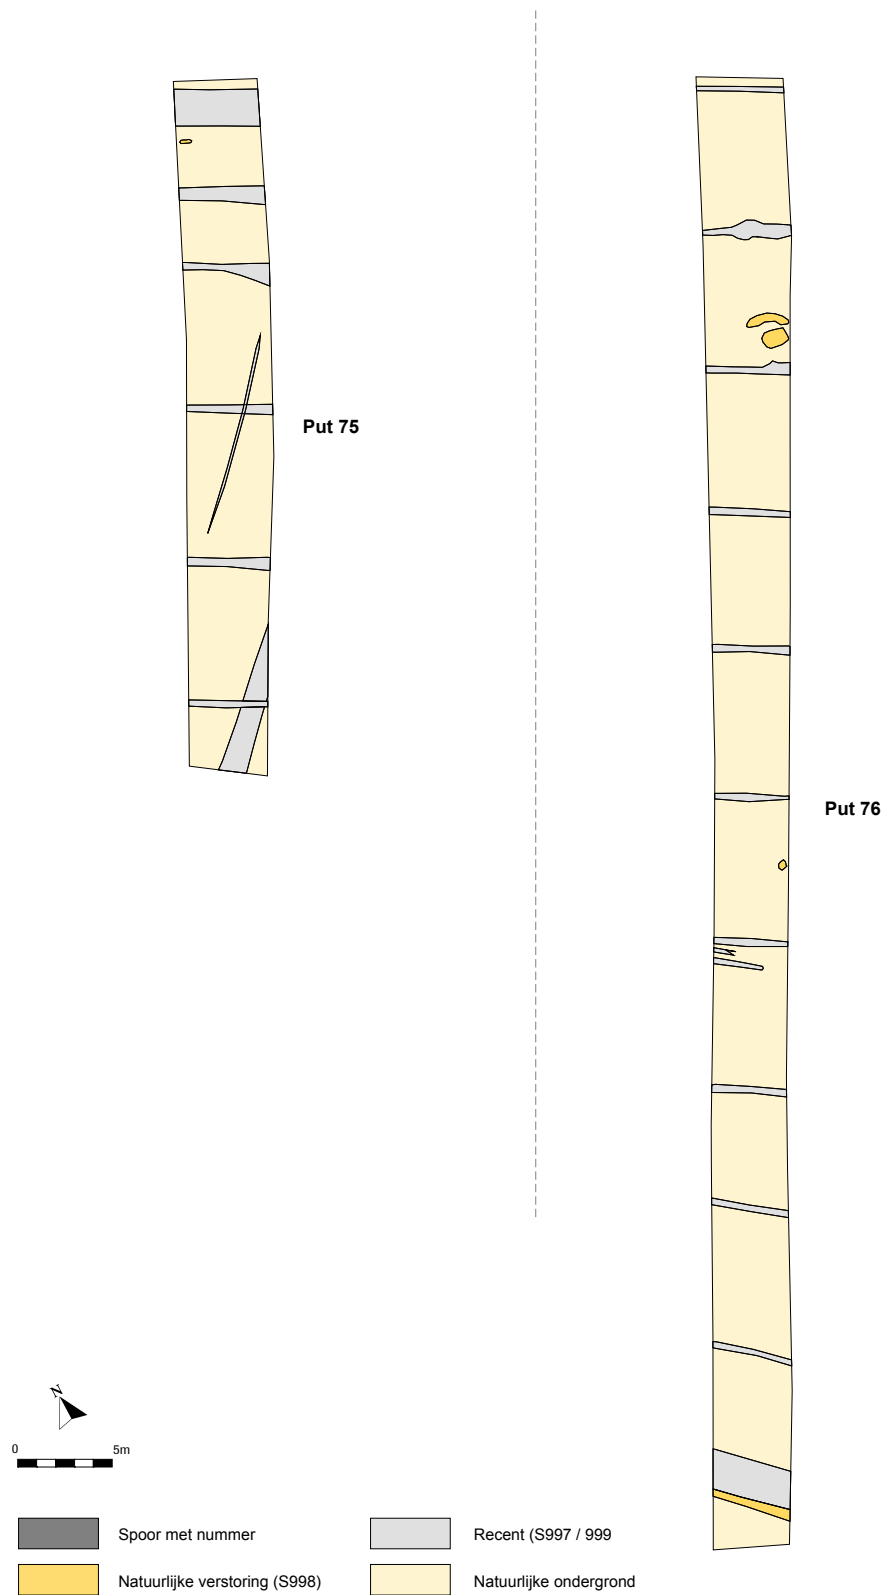 Put 75
Put 76
N
0 5m
Spoor met nummer
Recent (S997 / 999
Natuurlijke verstoring (S998)
Natuurlijke ondergrond